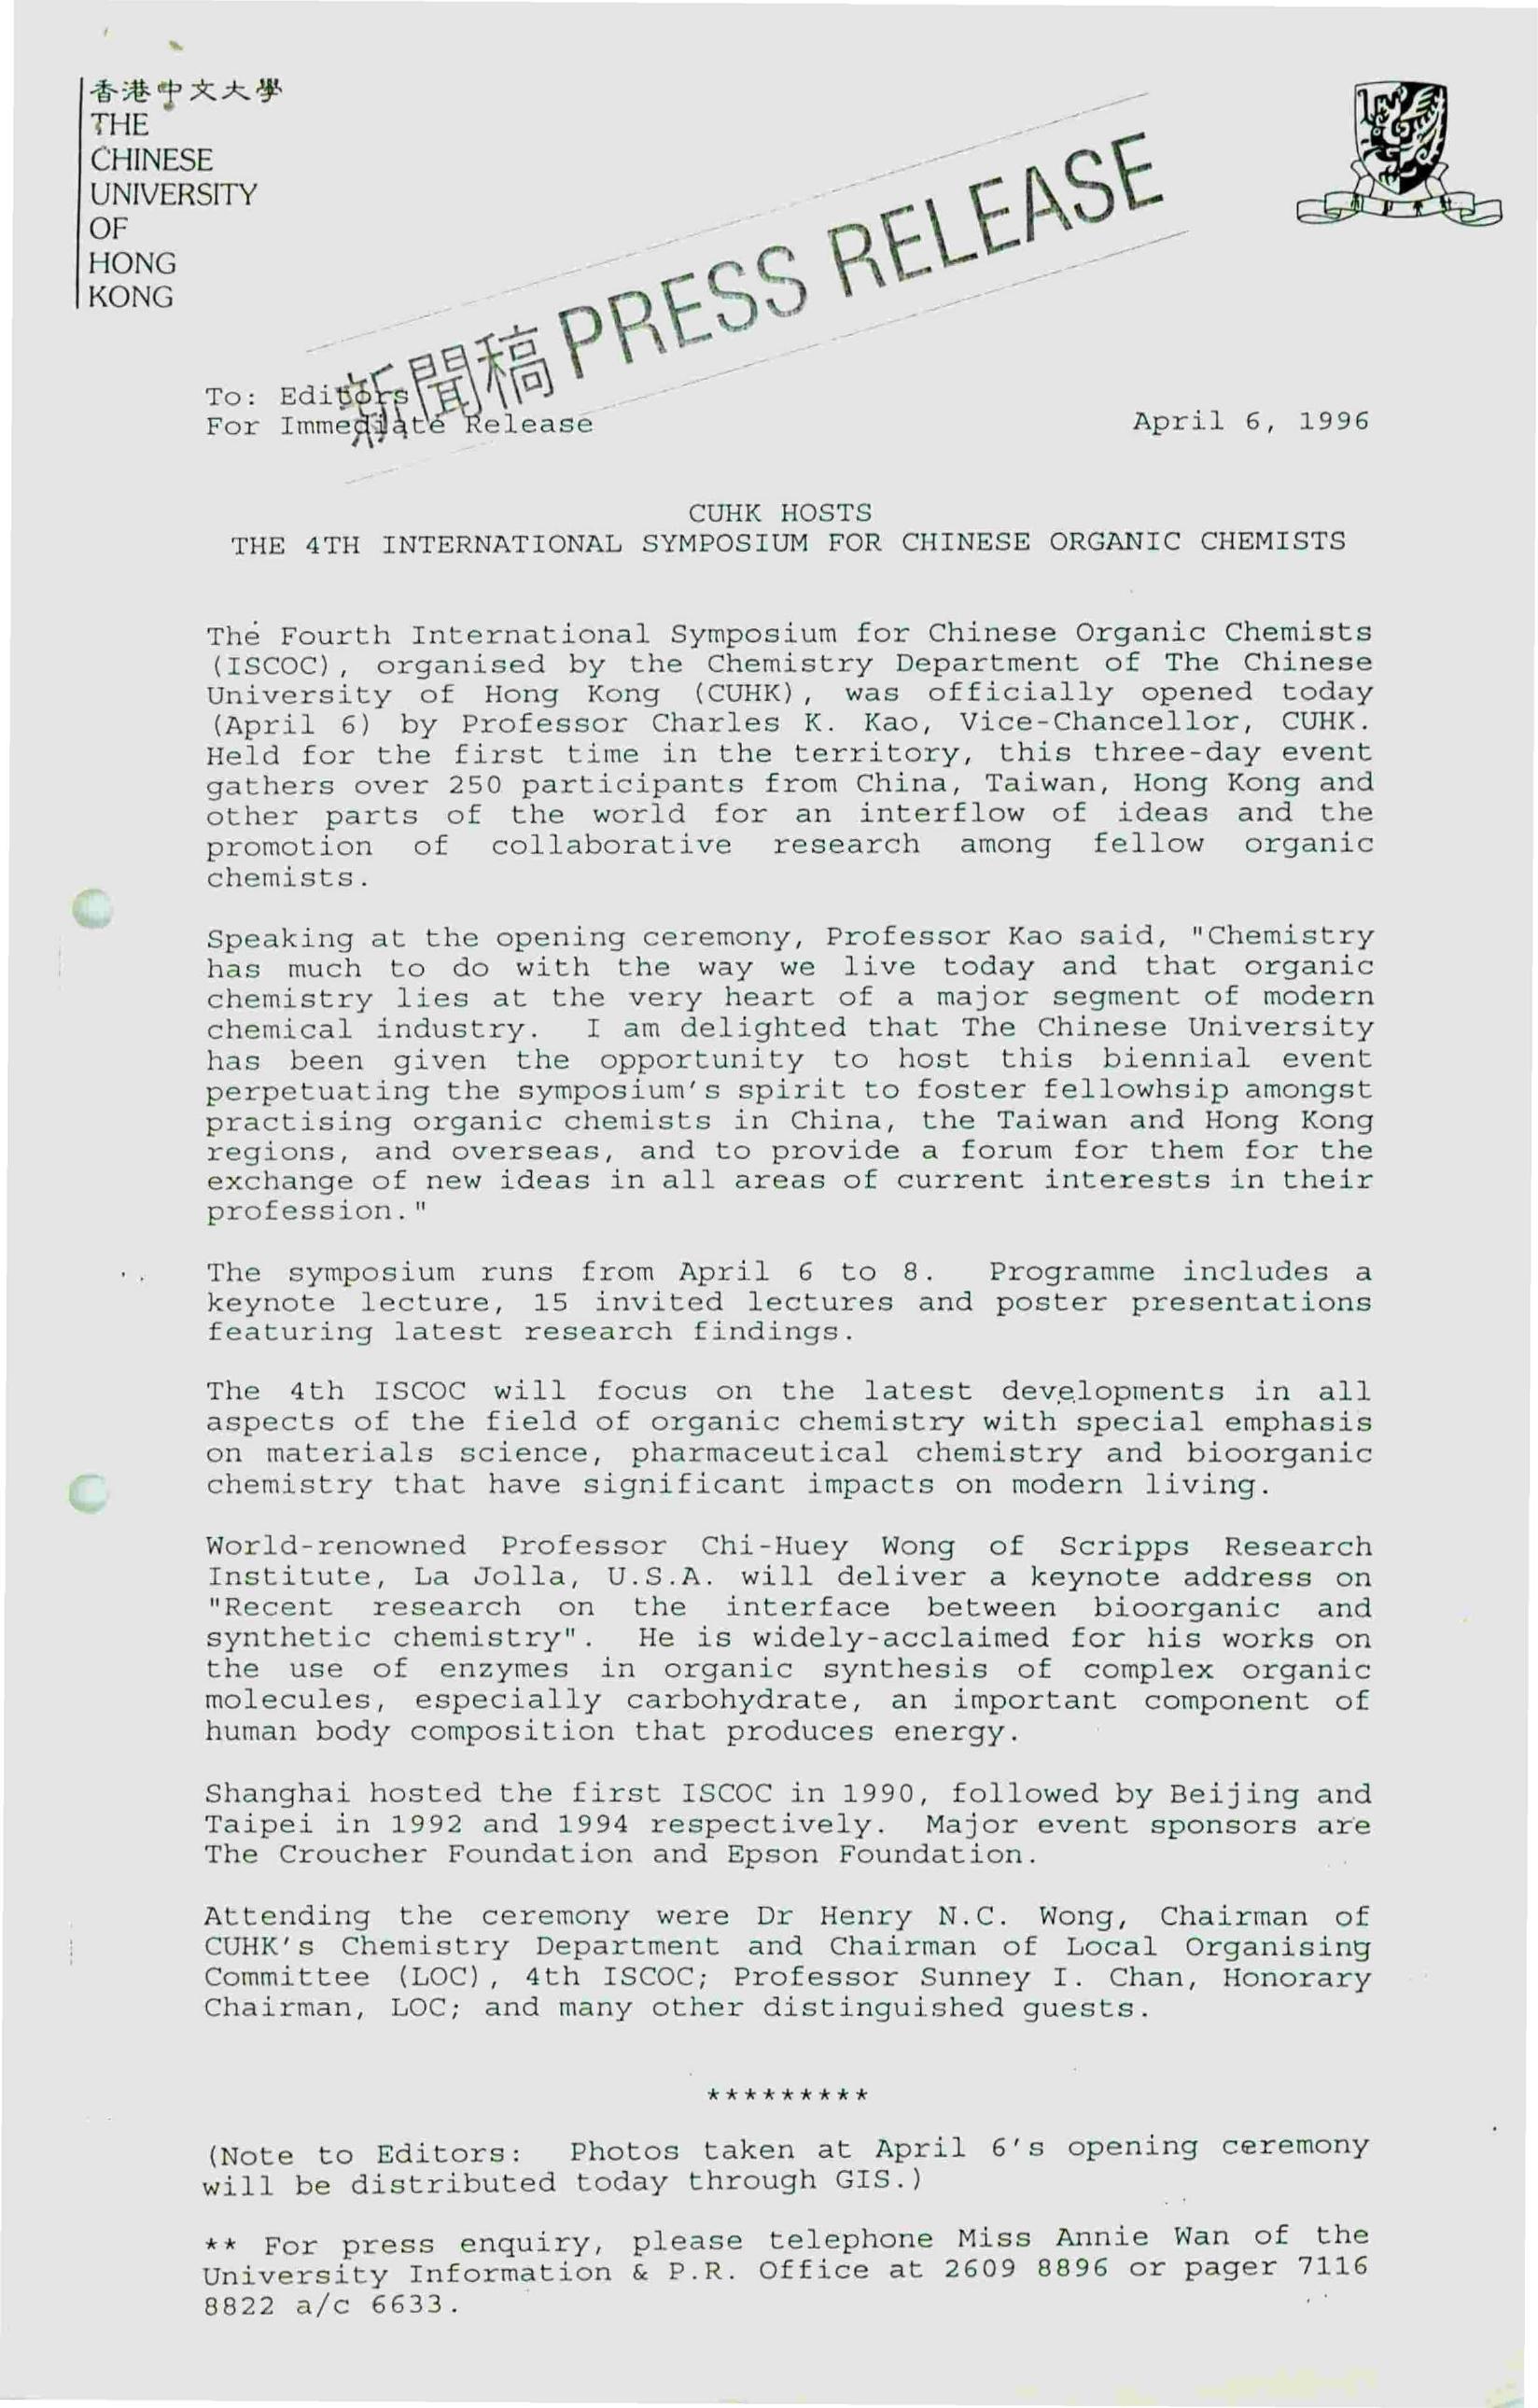 香港中文大學
THE
CHINESE
UNIVERSITY
OF
HONG
KONG
新聞稿 PRESS RELEASE
To: Editors
For Immediate Release
April 6, 1996
CUHK HOSTS
THE 4TH INTERNATIONAL SYMPOSIUM FOR CHINESE ORGANIC CHEMISTS
The Fourth International Symposium for Chinese Organic Chemists
(ISCOC), organised by the Chemistry Department of The Chinese
University of Hong Kong (CUHK), was officially opened today
(April 6) by Professor Charles K. Kao, Vice-Chancellor, CUHK.
Held for the first time in the territory, this three-day event
gathers over 250 participants from China, Taiwan, Hong Kong and
other parts of the world for an interflow of ideas and the
promotion of collaborative research among fellow organic
chemists.
Speaking at the opening ceremony, Professor Kao said, "Chemistry
has much to do with the way we live today and that organic
chemistry lies at the very heart of a major segment of modern
chemical industry. I am delighted that The Chinese University
has been given the opportunity to host this biennial event
perpetuating the symposium's spirit to foster fellowhsip amongst
practising organic chemists in China, the Taiwan and Hong Kong
regions, and overseas, and to provide a forum for them for the
exchange of new ideas in all areas of current interests in their
profession."
The symposium runs from April 6 to 8. Programme includes a
keynote lecture, 15 invited lectures and poster presentations
featuring latest research findings.
The 4th ISCOC will focus on the latest developments in all
aspects of the field of organic chemistry with special emphasis
on materials science, pharmaceutical chemistry and bioorganic
chemistry that have significant impacts on modern living.
World-renowned Professor Chi-Huey Wong of Scripps Research
Institute, La Jolla, U.S.A. will deliver a keynote address on
"Recent research on the interface between bioorganic and
synthetic chemistry". He is widely-acclaimed for his works on
the use of enzymes in organic synthesis of complex organic
molecules, especially carbohydrate, an important component of
human body composition that produces energy.
Shanghai hosted the first ISCOC in 1990, followed by Beijing and
Taipei in 1992 and 1994 respectively. Major event sponsors are
The Croucher Foundation and Epson Foundation.
Attending the ceremony were Dr Henry N.C. Wong, Chairman of
CUHK's Chemistry Department and Chairman of Local Organising
Committee (LOC), 4th ISCOC; Professor Sunney I. Chan, Honorary
Chairman, LOC; and many other distinguished guests.
*********
(Note to Editors: Photos taken at April 6's opening ceremony
will be distributed today through GIS.)
** For press enquiry, please telephone Miss Annie Wan of the
University Information & P.R. Office at 2609 8896 or pager 7116
8822 a/c 6633.